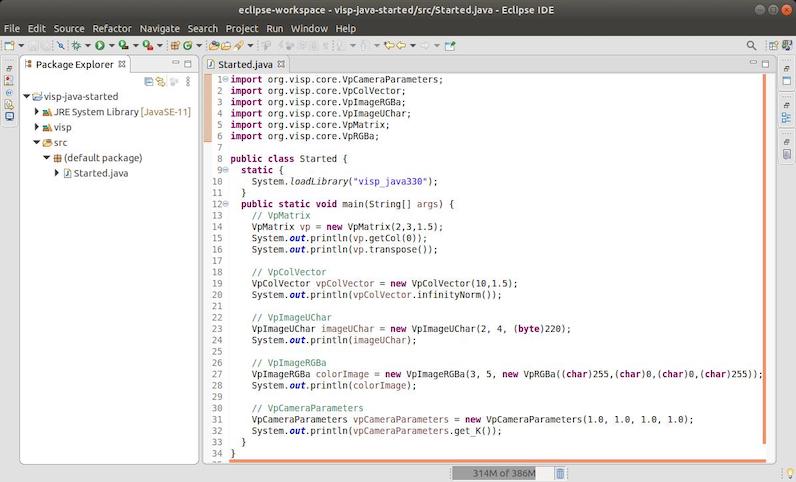 eclipse-workspace - visp-java-started/src/Started.java - Eclipse IDE
File Edit Source Refactor Navigate Search Project Run Window Help
Package Explorer
visp-java-started
JRE System Library [JavaSE-11]
visp
src
(default package)
Started.java
Started.java
1 import org.visp.core.VpCameraParameters;
2 import org.visp.core.VpColVector;
3 import org.visp.core.VpImageRGBa;
4 import org.visp.core.VpImageUChar;
5 import org.visp.core.VpMatrix;
6 import org.visp.core.VpRGBa;
7
8 public class Started {
9 static {
10 System.loadLibrary("visp_java330");
11 }
12 public static void main(String[] args) {
13 // VpMatrix
14 VpMatrix vp = new VpMatrix(2,3,1.5);
15 System.out.println(vp.getCol(0));
16 System.out.println(vp.transpose());
17
18 // VpColVector
19 VpColVector vpColVector = new VpColVector(10,1.5);
20 System.out.println(vpColVector.infinityNorm());
21
22 // VpImageUChar
23 VpImageUChar imageUChar = new VpImageUChar(2, 4, (byte)220);
24 System.out.println(imageUChar);
25
26 // VpImageRGBa
27 VpImageRGBa colorImage = new VpImageRGBa(3, 5, new VpRGBa((char)255,(char)0,(char)0,(char)255));
28 System.out.println(colorImage);
29
30 // VpCameraParameters
31 VpCameraParameters vpCameraParameters = new VpCameraParameters(1.0, 1.0, 1.0, 1.0);
32 System.out.println(vpCameraParameters.get_K());
33 }
34 }
314M of 386M